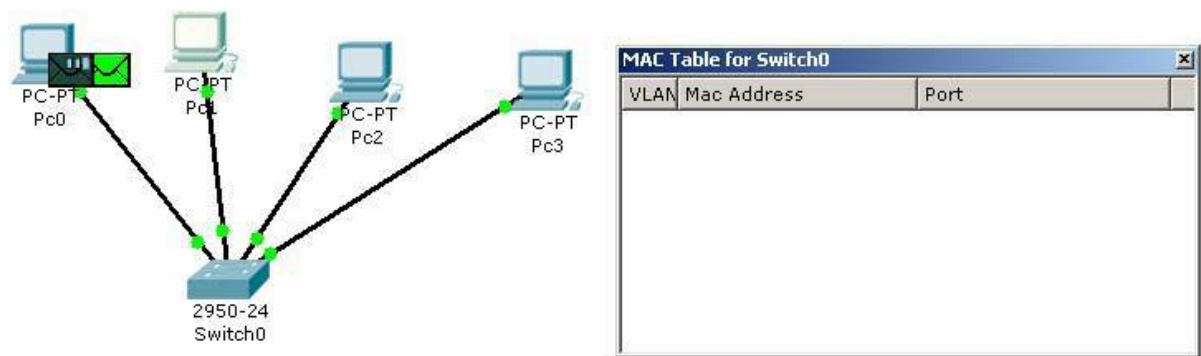 PC-PT
Pc0
PC-PT
Pc1
PC-PT
Pc2
PC-PT
Pc3
2950-24
Switch0
MAC Table for Switch0
VLAN Mac Address Port